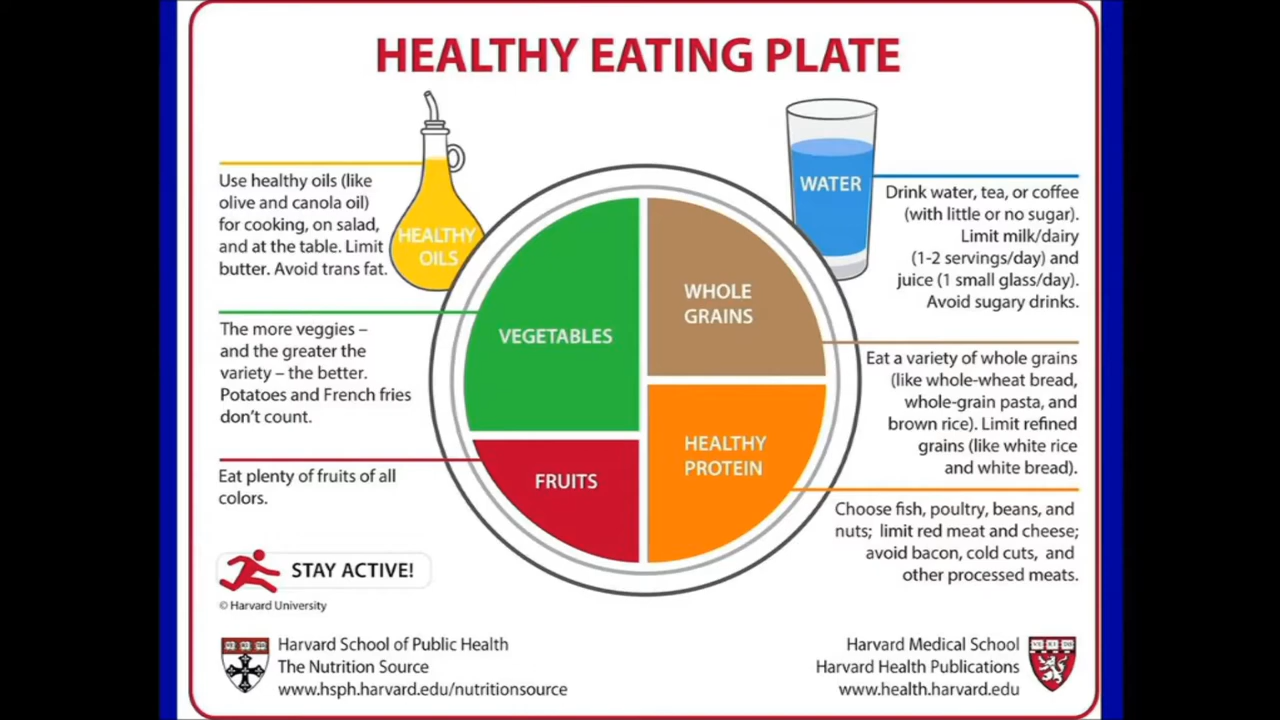 HEALTHY EATING PLATE
Use healthy oils (like
olive and canola oil)
for cooking, on salad,
and at the table. Limit
butter. Avoid trans fat.
HEALTHY
OILS
WATER
Drink water, tea, or coffee
(with little or no sugar).
Limit milk/dairy
(1-2 servings/day) and
juice (1 small glass/day).
Avoid sugary drinks.
The more veggies –
and the greater the
variety – the better.
Potatoes and French fries
don't count.
VEGETABLES
WHOLE
GRAINS
Eat a variety of whole grains
(like whole-wheat bread,
whole-grain pasta, and
brown rice). Limit refined
grains (like white rice
and white bread).
Eat plenty of fruits of all
colors.
FRUITS
HEALTHY
PROTEIN
Choose fish, poultry, beans, and
nuts; limit red meat and cheese;
avoid bacon, cold cuts, and
other processed meats.
STAY ACTIVE!
© Harvard University
Harvard School of Public Health
The Nutrition Source
www.hsph.harvard.edu/nutritionsource
Harvard Medical School
Harvard Health Publications
www.health.harvard.edu